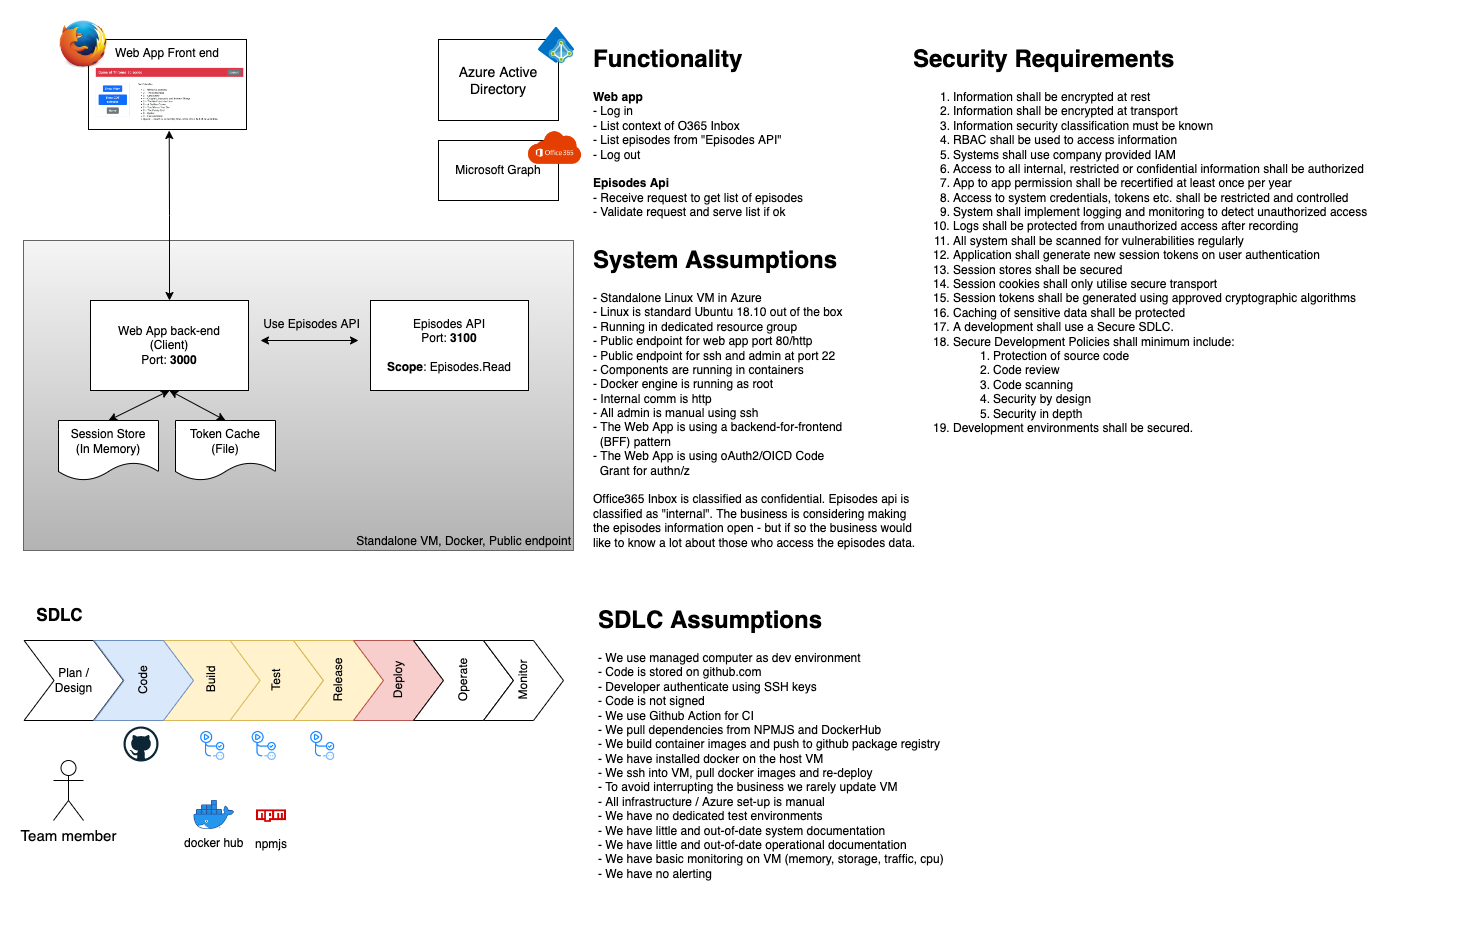 Web App Front end
Azure Active
Directory
Office 365
Microsoft Graph
Web App back-end
(Client)
Port: 3000
Use Episodes API
Episodes API
Port: 3100
Scope: Episodes.Read
Session Store
(In Memory)
Token Cache
(File)
Standalone VM, Docker, Public endpoint
Functionality
Web app
- Log in
- List context of O365 Inbox
- List episodes from "Episodes API"
- Log out
Episodes Api
- Receive request to get list of episodes
- Validate request and serve list if ok
System Assumptions
- Standalone Linux VM in Azure
- Linux is standard Ubuntu 18.10 out of the box
- Running in dedicated resource group
- Public endpoint for web app port 80/http
- Public endpoint for ssh and admin at port 22
- Components are running in containers
- Docker engine is running as root
- Internal comm is http
- All admin is manual using ssh
- The Web App is using a backend-for-frontend
(BFF) pattern
- The Web App is using oAuth2/OICD Code
Grant for authn/z
Office365 Inbox is classified as confidential. Episodes api is
classified as "internal". The business is considering making
the episodes information open - but if so the business would
like to know a lot about those who access the episodes data.
Security Requirements
1. Information shall be encrypted at rest
2. Information shall be encrypted at transport
3. Information security classification must be known
4. RBAC shall be used to access information
5. Systems shall use company provided IAM
6. Access to all internal, restricted or confidential information shall be authorized
7. App to app permission shall be recertified at least once per year
8. Access to system credentials, tokens etc. shall be restricted and controlled
9. System shall implement logging and monitoring to detect unauthorized access
10. Logs shall be protected from unauthorized access after recording
11. All system shall be scanned for vulnerabilities regularly
12. Application shall generate new session tokens on user authentication
13. Session stores shall be secured
14. Session cookies shall only utilise secure transport
15. Session tokens shall be generated using approved cryptographic algorithms
16. Caching of sensitive data shall be protected
17. A development shall use a Secure SDLC.
18. Secure Development Policies shall minimum include:
1. Protection of source code
2. Code review
3. Code scanning
4. Security by design
5. Security in depth
19. Development environments shall be secured.
SDLC
Plan /
Design
Code
Build
Test
Release
Deploy
Operate
Monitor
Team member
docker hub
npm
npmjs
SDLC Assumptions
- We use managed computer as dev environment
- Code is stored on github.com
- Developer authenticate using SSH keys
- Code is not signed
- We use Github Action for CI
- We pull dependencies from NPMJS and DockerHub
- We build container images and push to github package registry
- We have installed docker on the host VM
- We ssh into VM, pull docker images and re-deploy
- To avoid interrupting the business we rarely update VM
- All infrastructure / Azure set-up is manual
- We have no dedicated test environments
- We have little and out-of-date system documentation
- We have little and out-of-date operational documentation
- We have basic monitoring on VM (memory, storage, traffic, cpu)
- We have no alerting